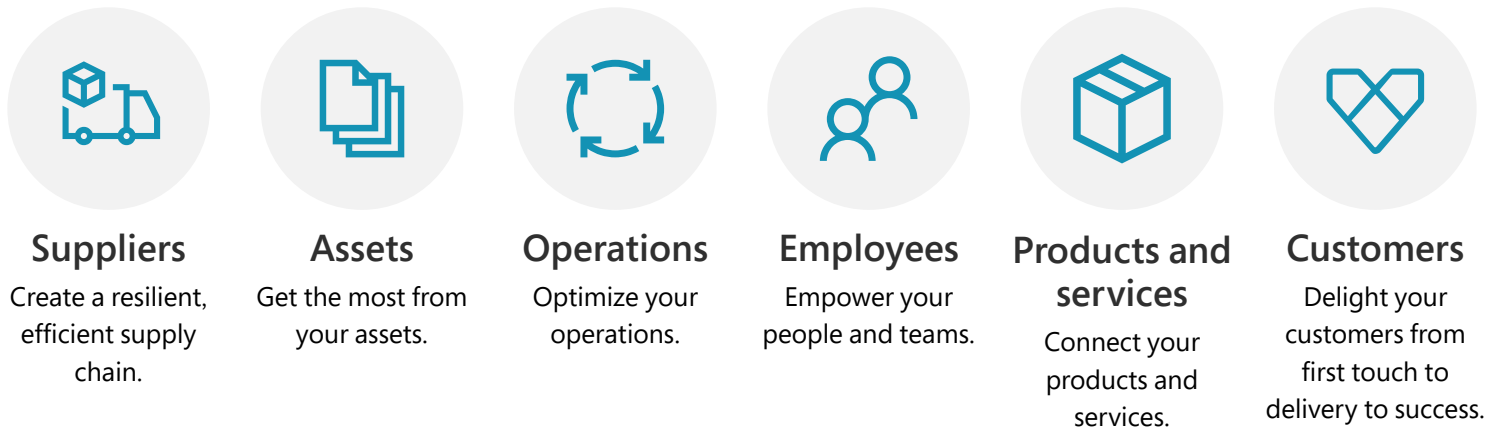 Suppliers
Create a resilient,
efficient supply
chain.
Assets
Get the most from
your assets.
Operations
Optimize your
operations.
Employees
Empower your
people and teams.
Products and
services
Connect your
products and
services.
Customers
Delight your
customers from
first touch to
delivery to success.